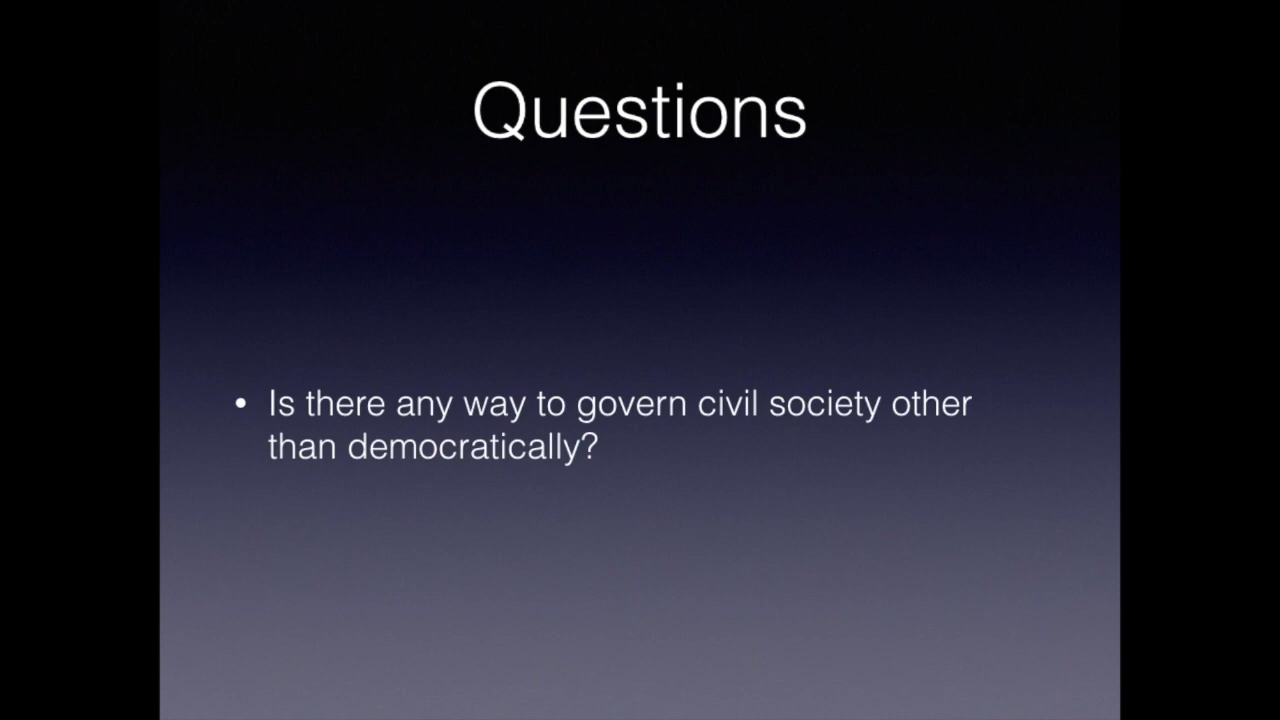 Questions
• Is there any way to govern civil society other
than democratically?